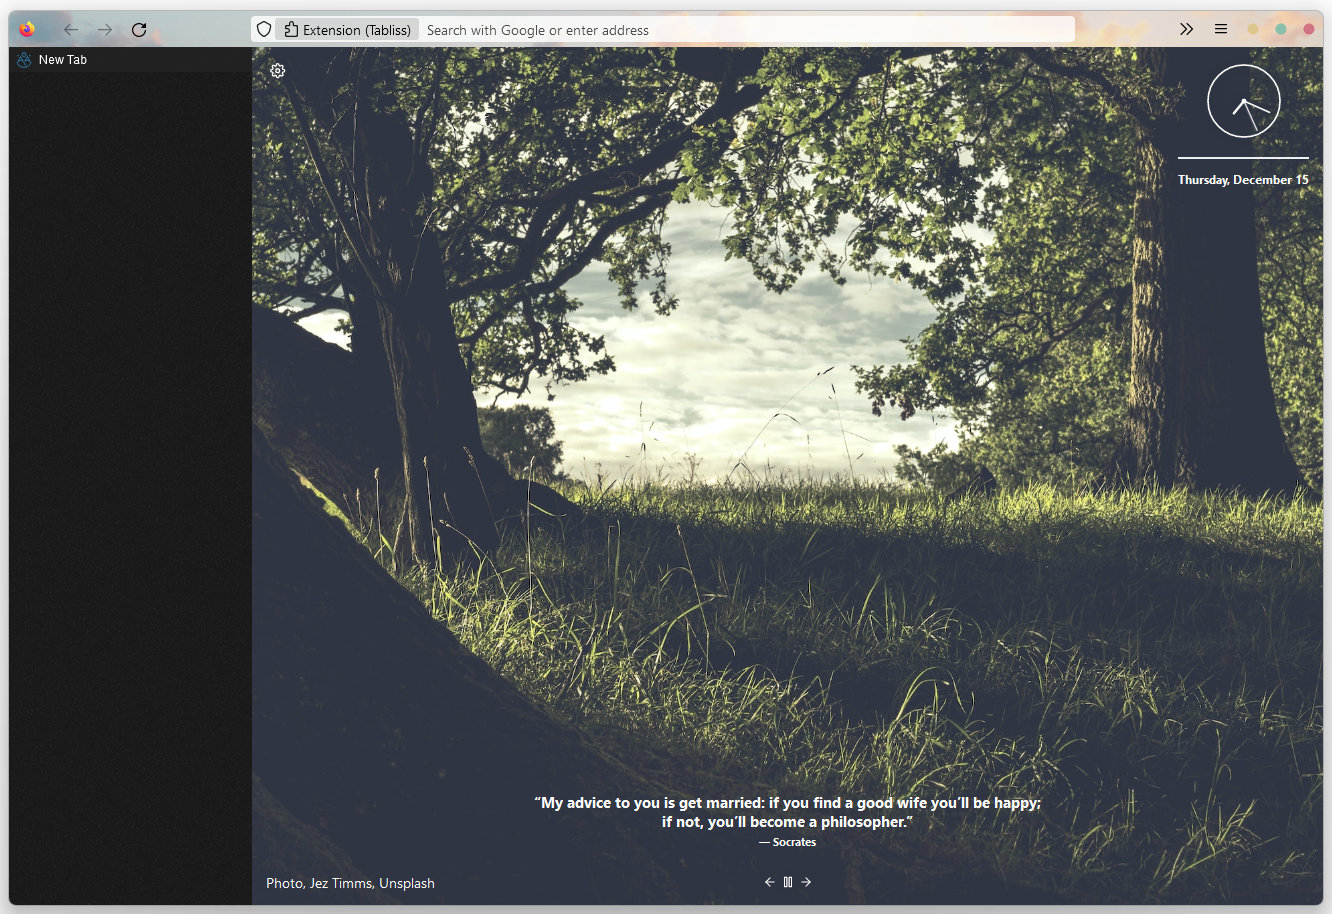 Extension (Tabliss) Search with Google or enter address
New Tab
Thursday, December 15
“My advice to you is get married: if you find a good wife you’ll be happy;
if not, you’ll become a philosopher.”
— Socrates
Photo, Jez Timms, Unsplash